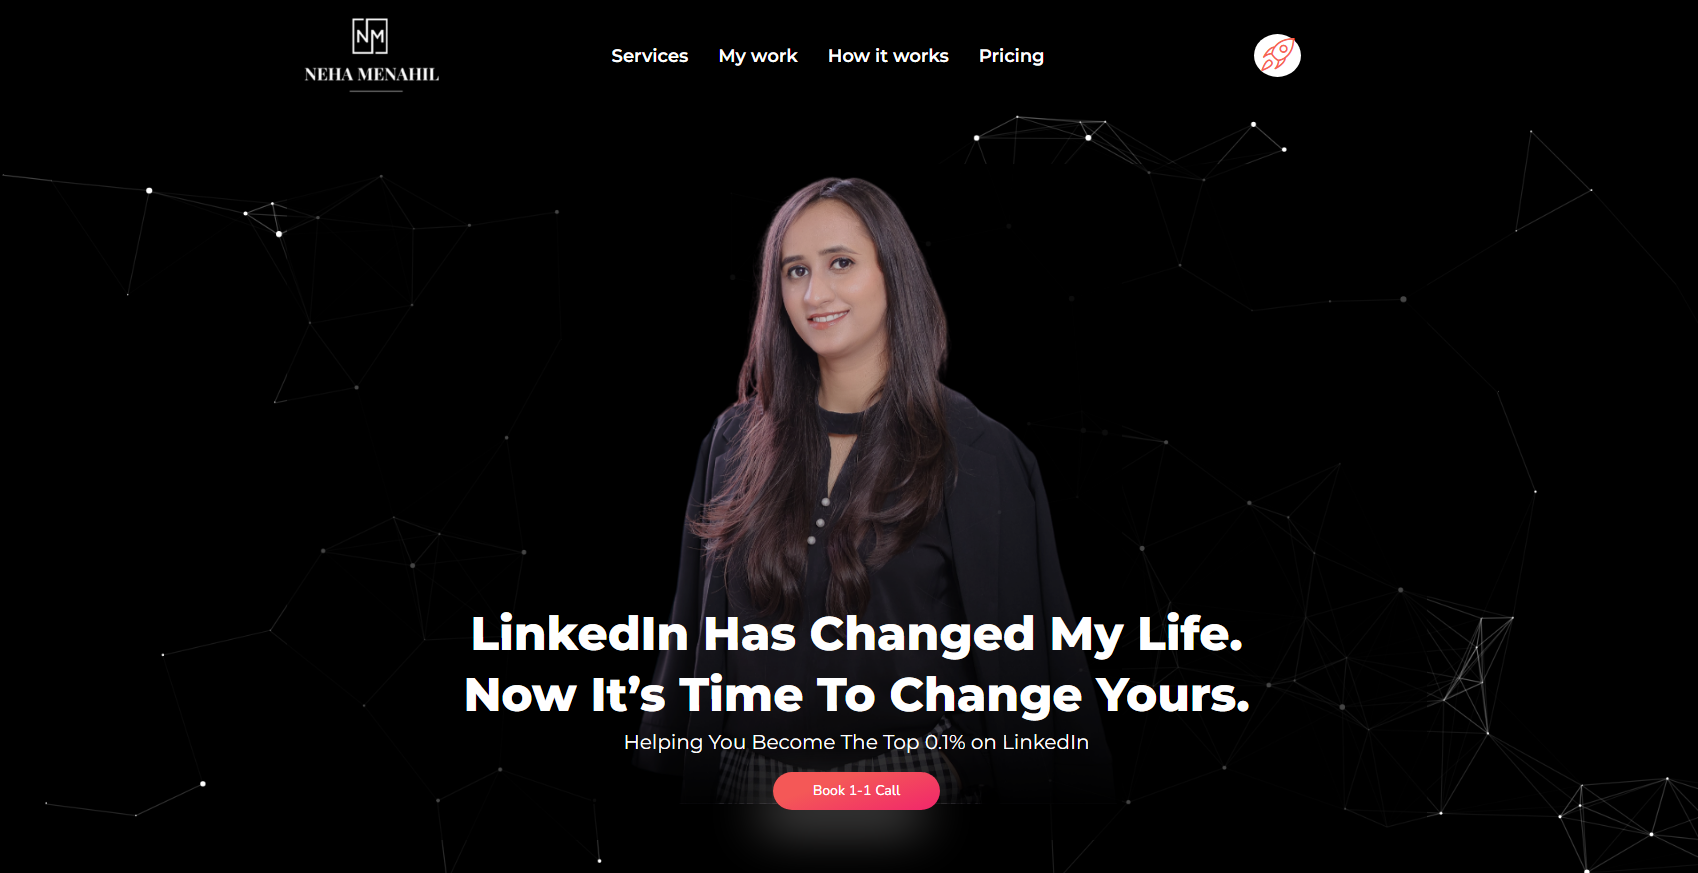 NM
NEHA MENAHIL
Services
My work
How it works
Pricing
LinkedIn Has Changed My Life.
Now It’s Time To Change Yours.
Helping You Become The Top 0.1% on LinkedIn
Book 1-1 Call